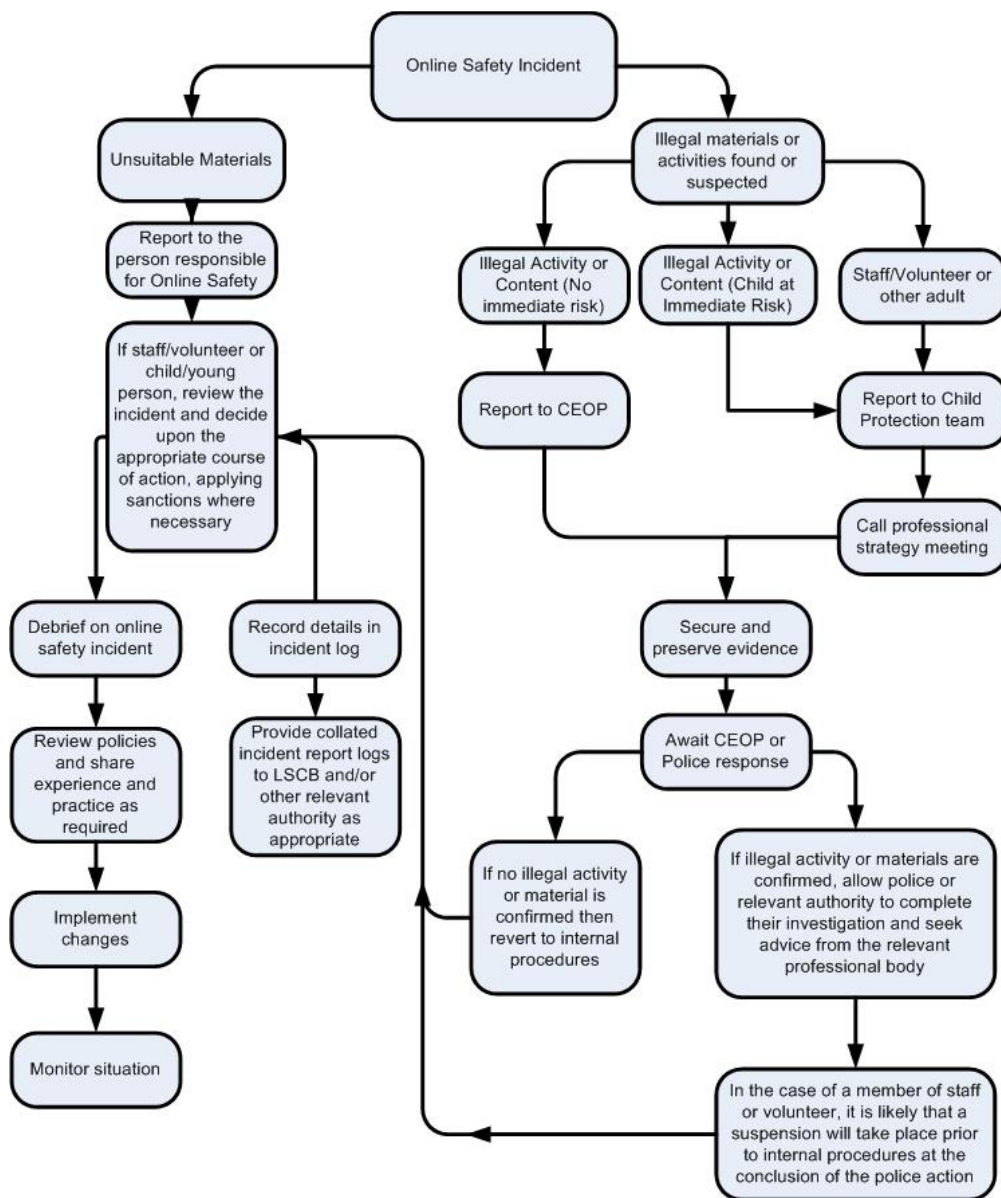 Online Safety Incident
Unsuitable Materials
Report to the
person responsible
for Online Safety
If staff/volunteer or
child/young
person, review the
incident and decide
upon the
appropriate course
of action, applying
sanctions where
necessary
Debrief on online
safety incident
Review policies
and share
experience and
practice as
required
Implement
changes
Monitor situation
Record details in
incident log
Provide collated
incident report logs
to LSCB and/or
other relevant
authority as
appropriate
Illegal materials or
activities found or
suspected
Illegal Activity or
Content (No
immediate risk)
Illegal Activity or
Content (Child at
Immediate Risk)
Staff/Volunteer or
other adult
Report to CEOP
Report to Child
Protection team
Call professional
strategy meeting
Secure and
preserve evidence
Await CEOP or
Police response
If no illegal activity
or material is
confirmed then
revert to internal
procedures
If illegal activity or materials are
confirmed, allow police or
relevant authority to complete
their investigation and seek
advice from the relevant
professional body
In the case of a member of staff
or volunteer, it is likely that a
suspension will take place prior
to internal procedures at the
conclusion of the police action